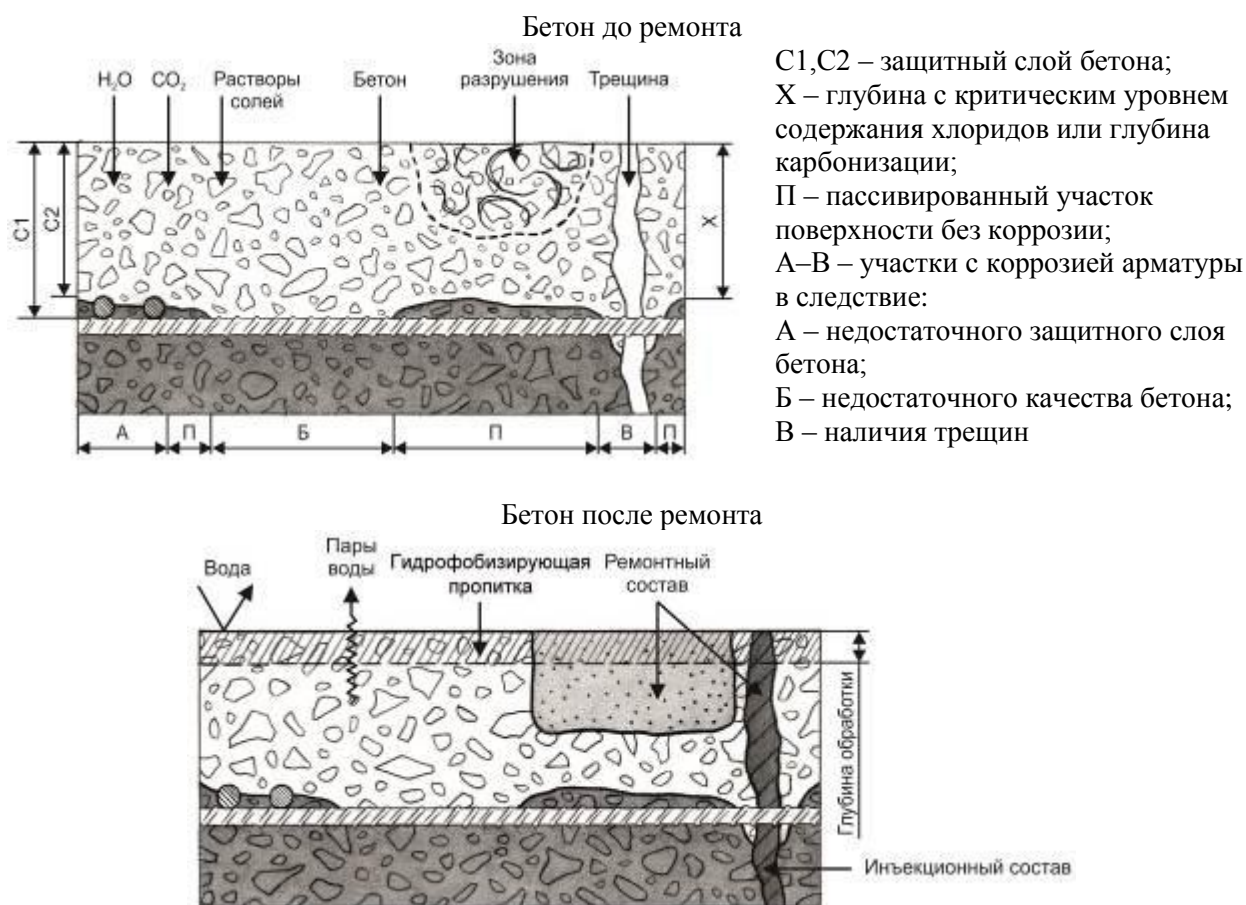 Бетон до ремонта
H₂O CO₂ Растворы
солей
Бетон
Зона
разрушения
Трещина
C1
C2
X
А П Б П В П
С1,С2 – защитный слой бетона;
Х – глубина с критическим уровнем
содержания хлоридов или глубина
карбонизации;
П – пассивированный участок
поверхности без коррозии;
А–В – участки с коррозией арматуры
в следствие:
А – недостаточного защитного слоя
бетона;
Б – недостаточного качества бетона;
В – наличия трещин
Бетон после ремонта
Вода
Пары
воды
Гидрофобизирующая
пропитка
Ремонтный
состав
Глубина обработки
Инъекционный состав